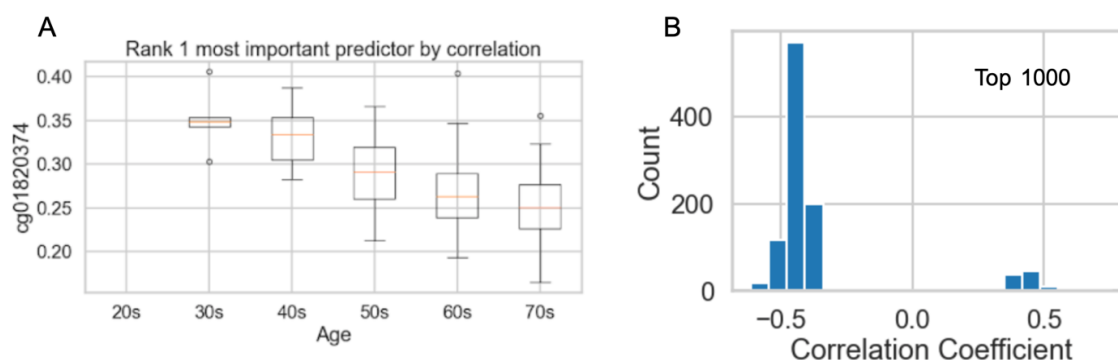 A
Rank 1 most important predictor by correlation
cg01820374
0.40
0.35
0.30
0.25
0.20
20s 30s 40s 50s 60s 70s
Age
B
Top 1000
Count
400
200
0
−0.5 0.0 0.5
Correlation Coefficient